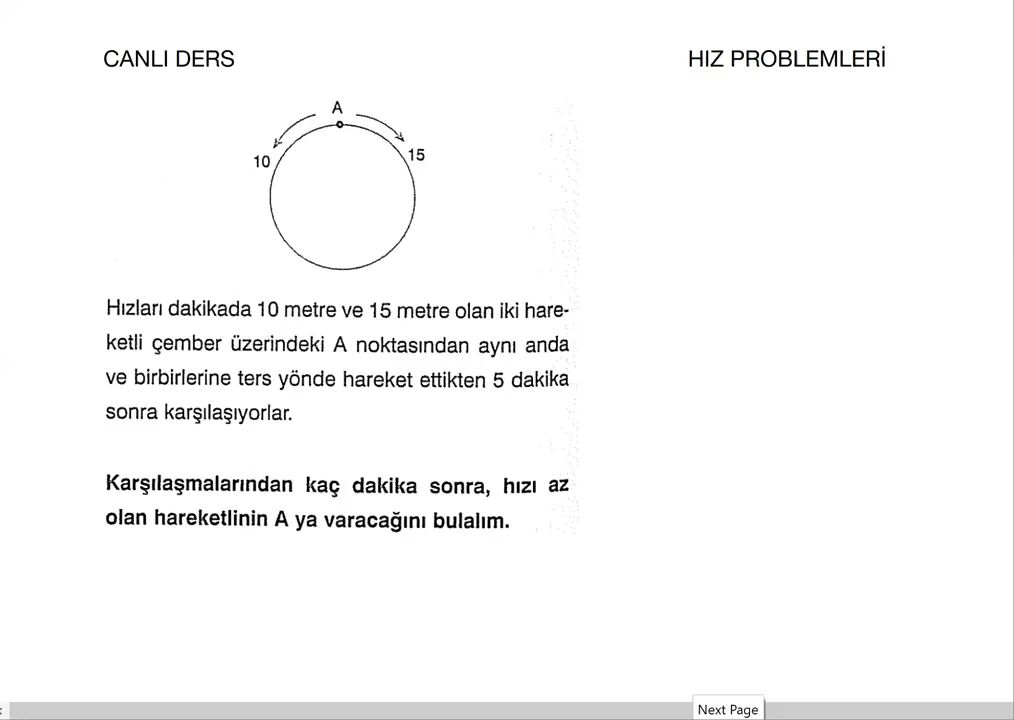 CANLI DERS
HIZ PROBLEMLERİ
A
10
15
Hızları dakikada 10 metre ve 15 metre olan iki hare-
ketli çember üzerindeki A noktasından aynı anda
ve birbirlerine ters yönde hareket ettikten 5 dakika
sonra karşılaşıyorlar.
Karşılaşmalarından kaç dakika sonra, hızı az
olan hareketlinin A ya varacağını bulalım.
Next Page